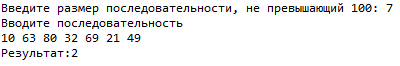 Введите размер последовательности, не превышающий 100: 7
Вводите последовательность
10 63 80 32 69 21 49
Результат:2